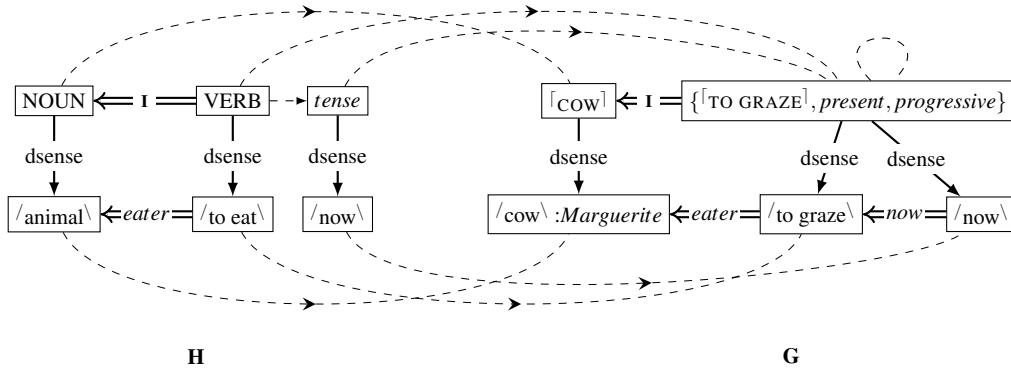 NOUN I VERB tense ⌈COW⌉ I {⌈TO GRAZE⌉, present, progressive}
dsense dsense dsense dsense dsense dsense
/animal\ eater /to eat\ /now\ /cow\ :Marguerite eater /to graze\ now /now\
H G